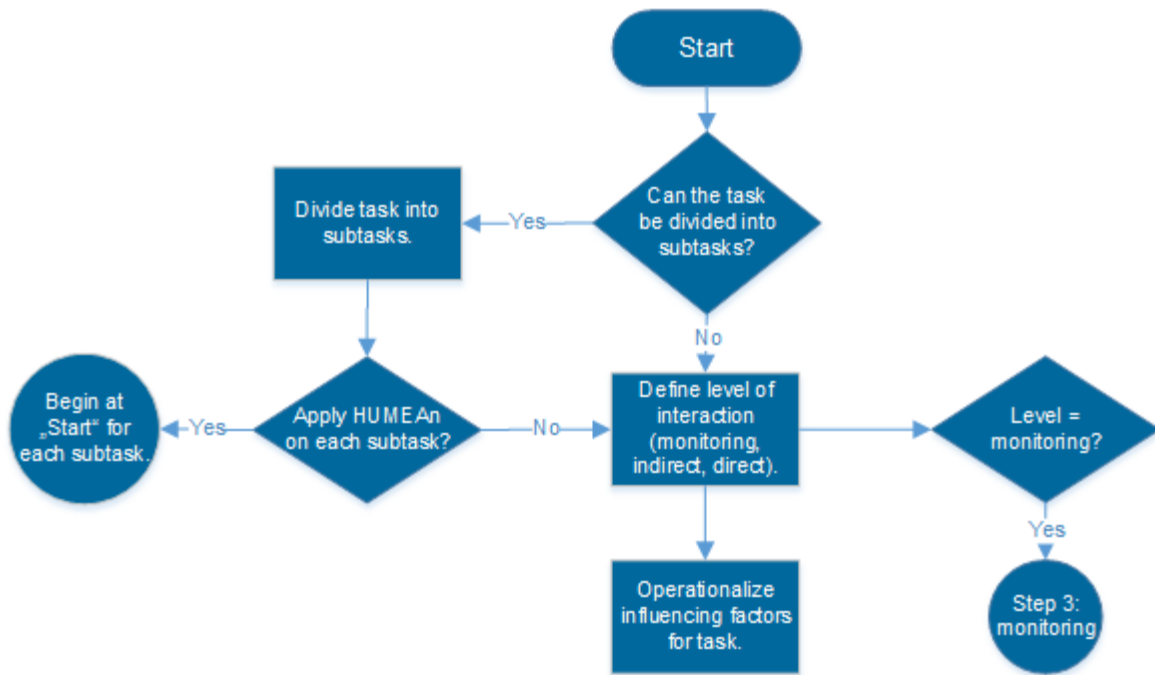 Start
Can the task
be divided into
subtasks?
Yes
Divide task into
subtasks.
No
Begin at
„Start“ for
each subtask.
Yes
Apply HUMEAn
on each subtask?
No
Define level of
interaction
(monitoring,
indirect, direct).
Level =
monitoring?
Yes
Operationalize
influencing factors
for task.
Step 3:
monitoring